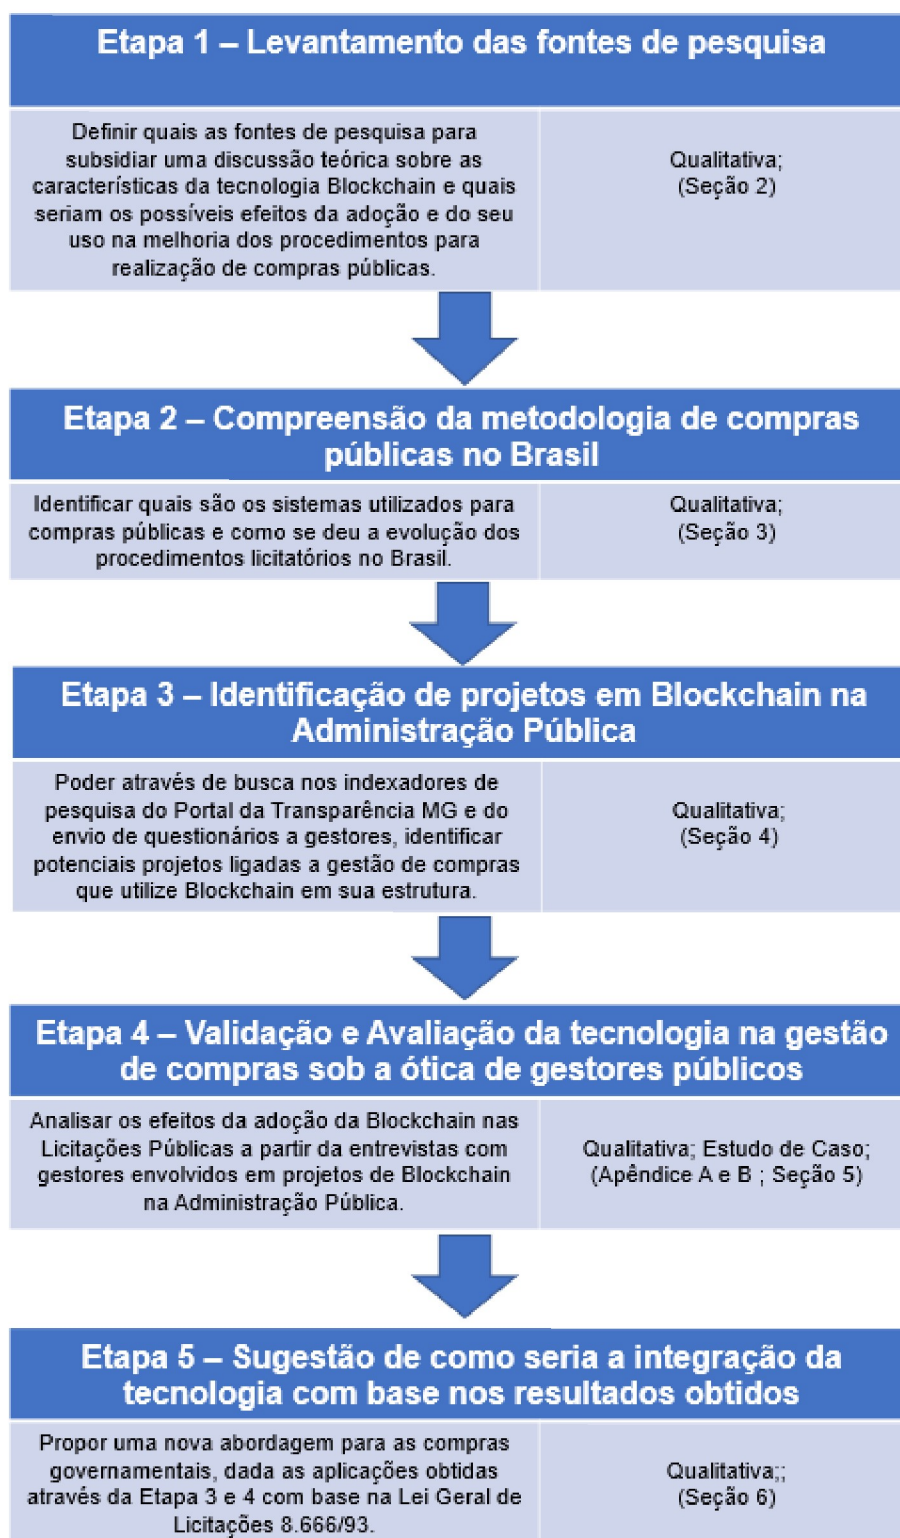 Etapa 1 – Levantamento das fontes de pesquisa
Definir quais as fontes de pesquisa para
subsidiar uma discussão teórica sobre as
características da tecnologia Blockchain e quais
seriam os possíveis efeitos da adoção e do seu
uso na melhoria dos procedimentos para
realização de compras públicas.
Qualitativa;
(Seção 2)
Etapa 2 – Compreensão da metodologia de compras
públicas no Brasil
Identificar quais são os sistemas utilizados para
compras públicas e como se deu a evolução dos
procedimentos licitatórios no Brasil.
Qualitativa;
(Seção 3)
Etapa 3 – Identificação de projetos em Blockchain na
Administração Pública
Poder através de busca nos indexadores de
pesquisa do Portal da Transparência MG e do
envio de questionários a gestores, identificar
potenciais projetos ligadas a gestão de compras
que utilize Blockchain em sua estrutura.
Qualitativa;
(Seção 4)
Etapa 4 – Validação e Avaliação da tecnologia na gestão
de compras sob a ótica de gestores públicos
Analisar os efeitos da adoção da Blockchain nas
Licitações Públicas a partir da entrevistas com
gestores envolvidos em projetos de Blockchain
na Administração Pública.
Qualitativa; Estudo de Caso;
(Apêndice A e B ; Seção 5)
Etapa 5 – Sugestão de como seria a integração da
tecnologia com base nos resultados obtidos
Propor uma nova abordagem para as compras
governamentais, dada as aplicações obtidas
através da Etapa 3 e 4 com base na Lei Geral de
Licitações 8.666/93.
Qualitativa;;
(Seção 6)